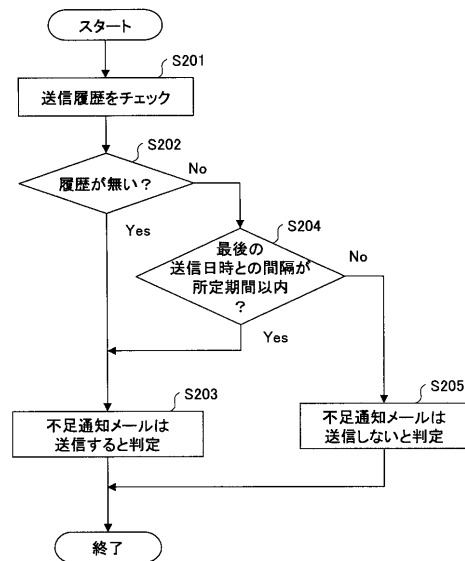 スタート
S201
送信履歴をチェック
S202
履歴が無い？
No
Yes
S204
最後の
送信日時との間隔が
所定期間以内
？
No
Yes
S203
不足通知メールは
送信すると判定
S205
不足通知メールは
送信しないと判定
終了